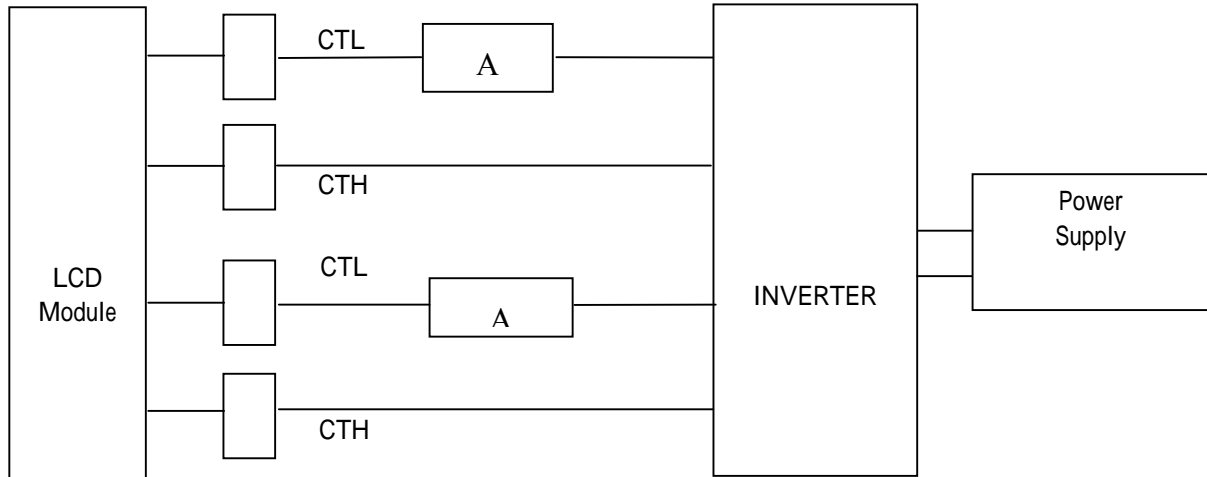 CTL
A
CTH
Power
Supply
LCD
Module
CTL
A
INVERTER
CTH